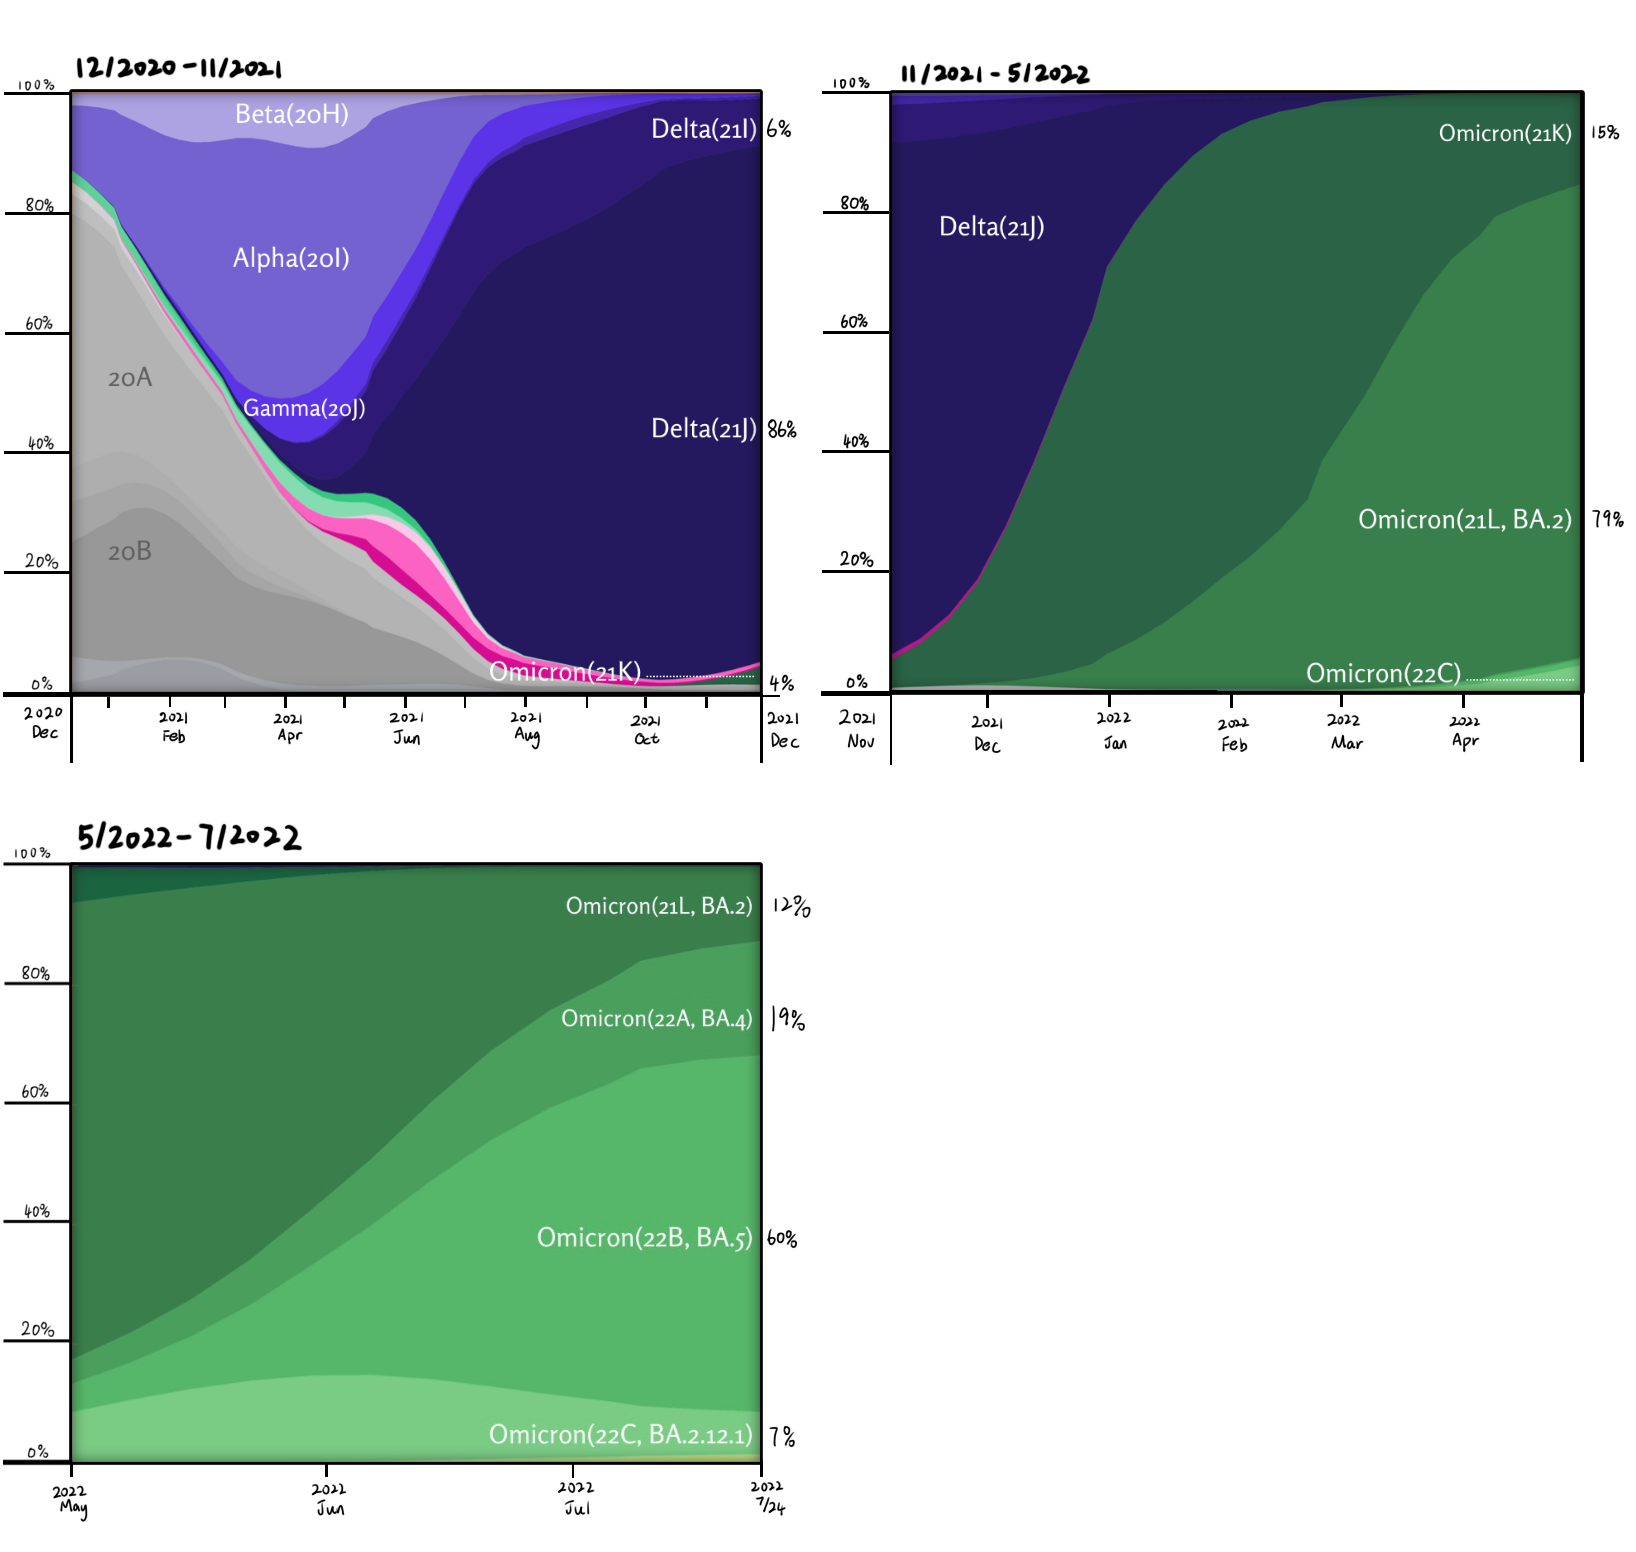 12/2020-11/2021
100%
80%
60%
40%
20%
0%
Beta(20H)
Alpha(20I)
Gamma(20J)
20A
20B
Delta(21I) 6%
Delta(21J) 86%
Omicron(21K) 4%
2020 Dec
2021 Feb
2021 Apr
2021 Jun
2021 Aug
2021 Oct
2021 Dec
11/2021-5/2022
100%
80%
60%
40%
20%
0%
Delta(21J)
Omicron(21K) 15%
Omicron(21L, BA.2) 79%
Omicron(22C)
2021 Nov
2021 Dec
2022 Jan
2022 Feb
2022 Mar
2022 Apr
5/2022-7/2022
100%
80%
60%
40%
20%
0%
Omicron(21L, BA.2) 12%
Omicron(22A, BA.4) 19%
Omicron(22B, BA.5) 60%
Omicron(22C, BA.2.12.1) 7%
2022 May
2022 Jun
2022 Jul
2022 7/24